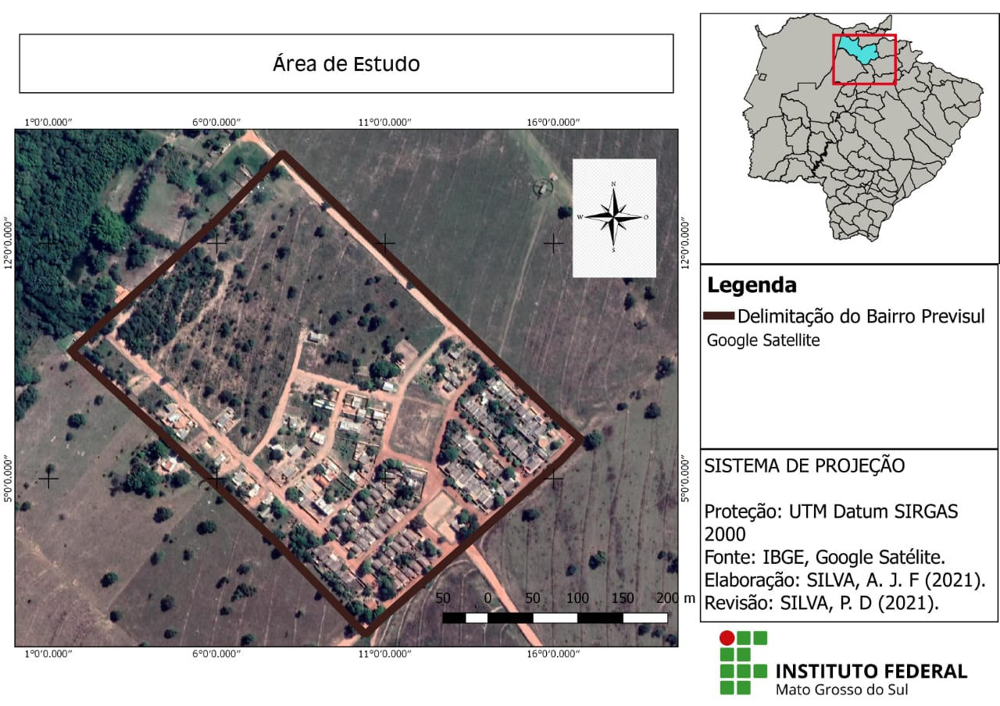 Área de Estudo
1°0′0.000″ 6°0′0.000″ 11°0′0.000″ 16°0′0.000″
12°0′0.000″ 12°0′0.000″
5°0′0.000″ 5°0′0.000″
N
W O
S
50 0 50 100 150 200 m
1°0′0.000″ 6°0′0.000″ 11°0′0.000″ 16°0′0.000″
Legenda
Delimitação do Bairro Previsul
Google Satellite
SISTEMA DE PROJEÇÃO
Proteção: UTM Datum SIRGAS
2000
Fonte: IBGE, Google Satélite.
Elaboração: SILVA, A. J. F (2021).
Revisão: SILVA, P. D (2021).
INSTITUTO FEDERAL
Mato Grosso do Sul